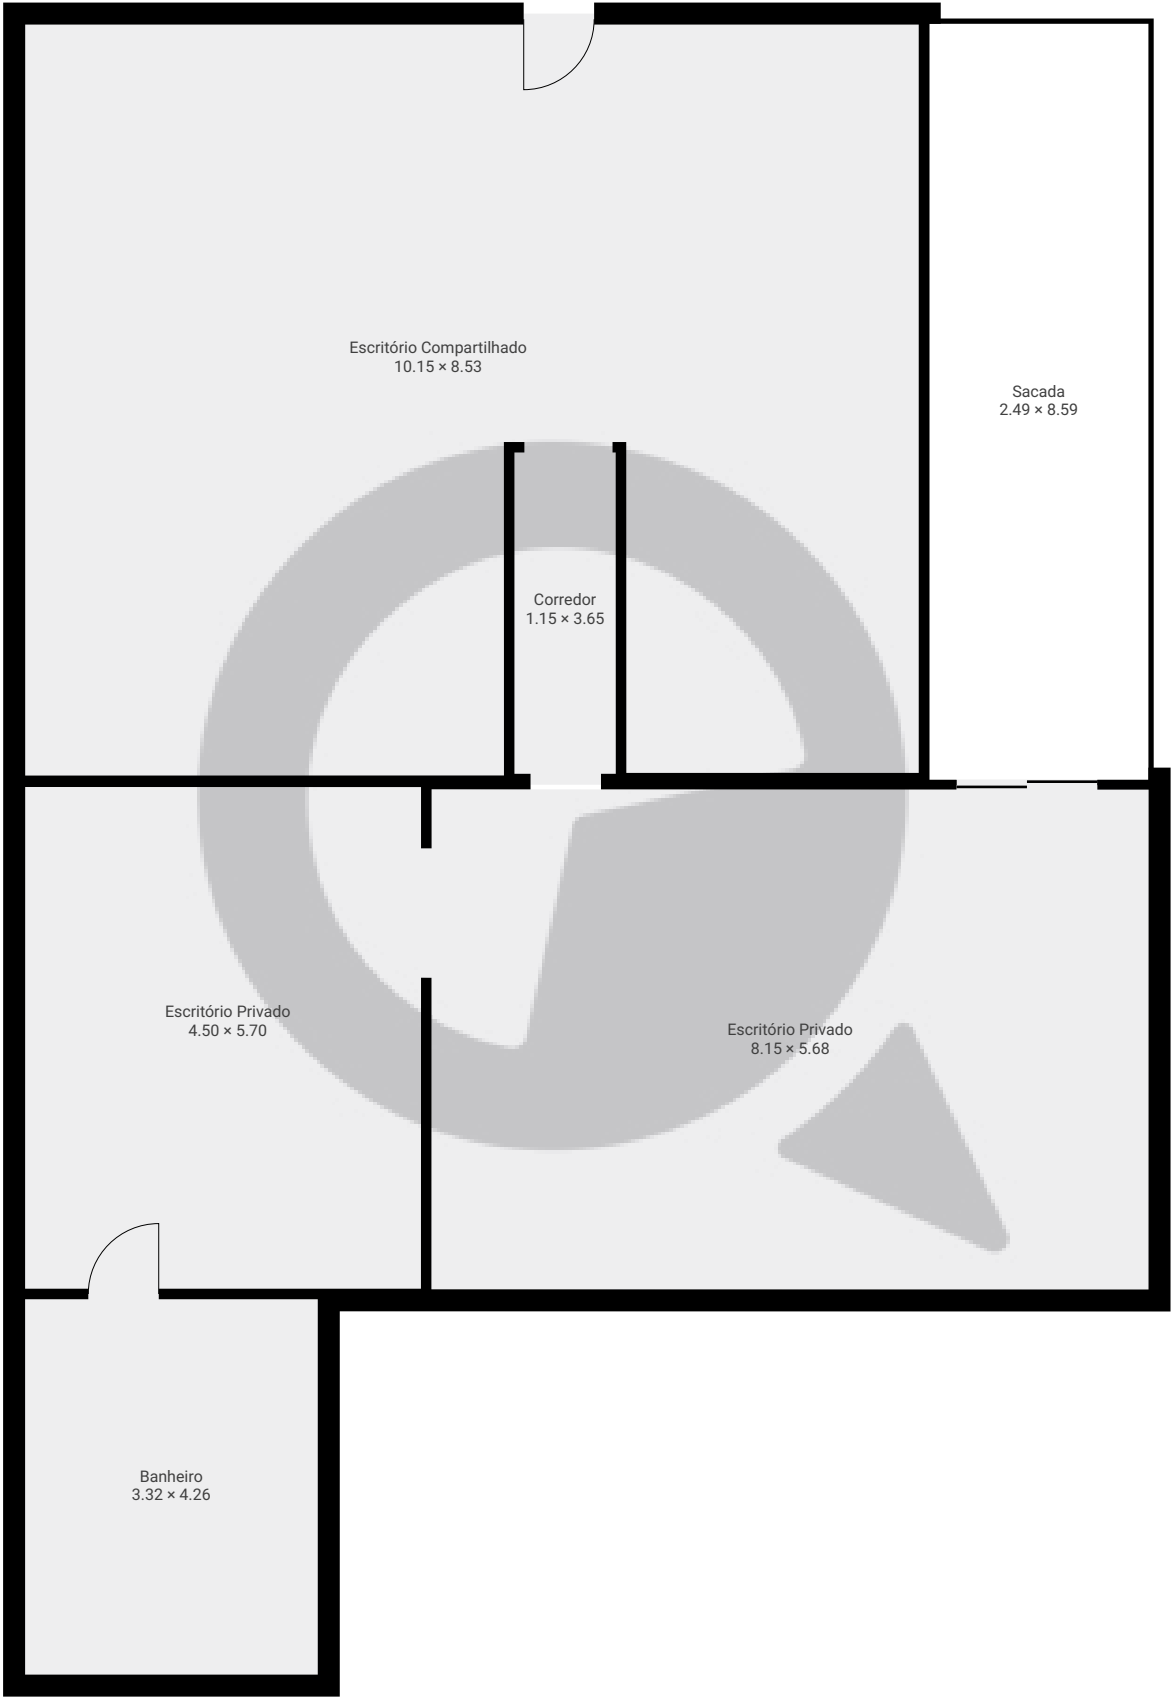 Escritório Compartilhado
10.15 × 8.53
Sacada
2.49 × 8.59
Corredor
1.15 × 3.65
Escritório Privado
4.50 × 5.70
Escritório Privado
8.15 × 5.68
Banheiro
3.32 × 4.26